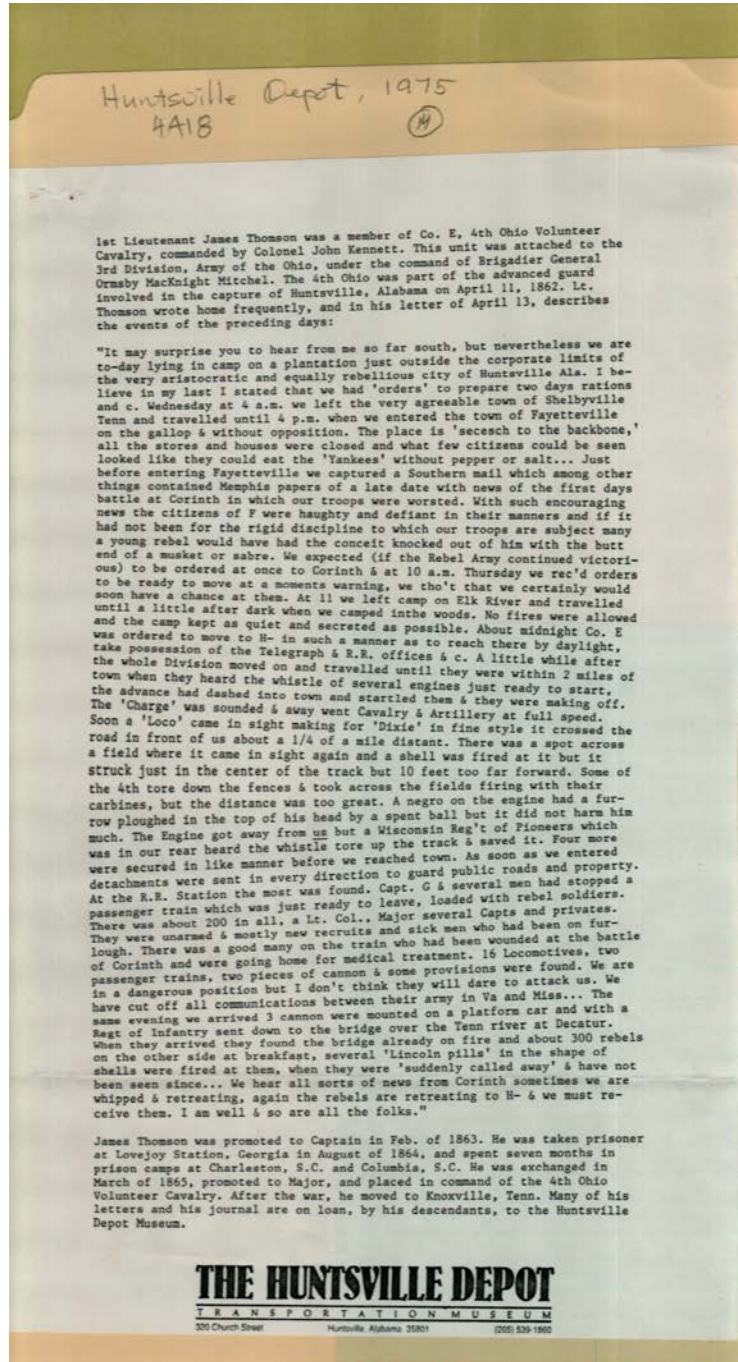 Huntsville Depot, 1975
4A18
M
1st Lieutenant James Thomson was a member of Co. E, 4th Ohio Volunteer
Cavalry, commanded by Colonel John Kennett. This unit was attached to the
3rd Division, Army of the Ohio, under the command of Brigadier General
Ormsby MacKnight Mitchel. The 4th Ohio was part of the advanced guard
involved in the capture of Huntsville, Alabama on April 11, 1862. Lt.
Thomson wrote home frequently, and in his letter of April 13, describes
the events of the preceding days:
"It may surprise you to hear from me so far south, but nevertheless we are
to-day lying in camp on a plantation just outside the corporate limits of
the very aristocratic and equally rebellious city of Huntsville Ala. I be-
lieve in my last I stated that we had 'orders' to prepare two days rations
and c. Wednesday at 4 a.m. we left the very agreeable town of Shelbyville
Tenn and travelled until 4 p.m. when we entered the town of Fayetteville
on the gallop & without opposition. The place is 'secesch to the backbone,'
all the stores and houses were closed and what few citizens could be seen
looked like they could eat the 'Yankees' without pepper or salt... Just
before entering Fayetteville we captured a Southern mail which among other
things contained Memphis papers of a late date with news of the first days
battle at Corinth in which our troops were worsted. With such encouraging
news the citizens of F were haughty and defiant in their manners and if it
had not been for the rigid discipline to which our troops are subject many
a young rebel would have had the conceit knocked out of him with the butt
end of a musket or sabre. We expected (if the Rebel Army continued victori-
ous) to be ordered at once to Corinth & at 10 a.m. Thursday we rec'd orders
to be ready to move at a moments warning, we tho't that we certainly would
soon have a chance at them. At 11 we left camp on Elk River and travelled
until a little after dark when we camped inthe woods. No fires were allowed
and the camp kept as quiet and secreted as possible. About midnight Co. E
was ordered to move to H- in such a manner as to reach there by daylight,
take possession of the Telegraph & R.R. offices & c. A little while after
the whole Division moved on and travelled until they were within 2 miles of
town when they heard the whistle of several engines just ready to start,
the advance had dashed into town and startled them & they were making off.
The 'Charge' was sounded & away went Cavalry & Artillery at full speed.
Soon a 'Loco' came in sight making for 'Dixie' in fine style it crossed the
road in front of us about a 1/4 of a mile distant. There was a spot across
a field where it came in sight again and a shell was fired at it but it
struck just in the center of the track but 10 feet too far forward. Some of
the 4th tore down the fences & took across the fields firing with their
carbines, but the distance was too great. A negro on the engine had a fur-
row ploughed in the top of his head by a spent ball but it did not harm him
much. The Engine got away from us but a Wisconsin Reg't of Pioneers which
was in our rear heard the whistle tore up the track & saved it. Four more
were secured in like manner before we reached town. As soon as we entered
detachments were sent in every direction to guard public roads and property.
At the R.R. Station the most was found. Capt. G & several men had stopped a
passenger train which was just ready to leave, loaded with rebel soldiers.
There was about 200 in all, a Lt. Col., Major several Capts and privates.
They were unarmed & mostly new recruits and sick men who had been on fur-
lough. There was a good many on the train who had been wounded at the battle
of Corinth and were going home for medical treatment. 16 Locomotives, two
passenger trains, two pieces of cannon & some provisions were found. We are
in a dangerous position but I don't think they will dare to attack us. We
have cut off all communications between their army in Va and Miss... The
same evening we arrived 3 cannon were mounted on a platform car and with a
Regt of Infantry sent down to the bridge over the Tenn river at Decatur.
When they arrived they found the bridge already on fire and about 300 rebels
on the other side at breakfast, several 'Lincoln pills' in the shape of
shells were fired at them, when they were 'suddenly called away' & have not
been seen since... We hear all sorts of news from Corinth sometimes we are
whipped & retreating, again the rebels are retreating to H- & we must re-
ceive them. I am well & so are all the folks."
James Thomson was promoted to Captain in Feb. of 1863. He was taken prisoner
at Lovejoy Station, Georgia in August of 1864, and spent seven months in
prison camps at Charleston, S.C. and Columbia, S.C. He was exchanged in
March of 1865, promoted to Major, and placed in command of the 4th Ohio
Volunteer Cavalry. After the war, he moved to Knoxville, Tenn. Many of his
letters and his journal are on loan, by his descendants, to the Huntsville
Depot Museum.
THE HUNTSVILLE DEPOT
TRANSPORTATION MUSEUM
320 Church Street Huntsville, Alabama 35801 (205) 539-1860